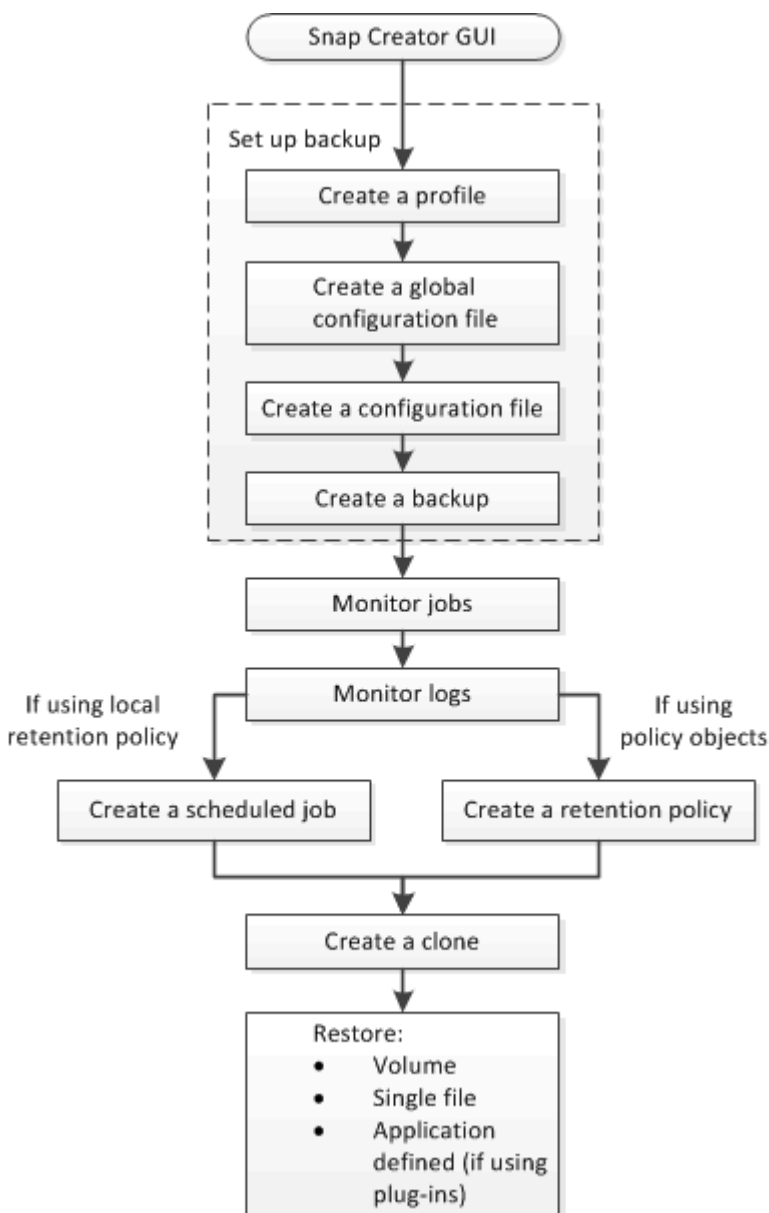 Snap Creator GUI
Set up backup
Create a profile
Create a global
configuration file
Create a configuration file
Create a backup
Monitor jobs
Monitor logs
If using local
retention policy
If using
policy objects
Create a scheduled job
Create a retention policy
Create a clone
Restore:
• Volume
• Single file
• Application
defined (if using
plug-ins)